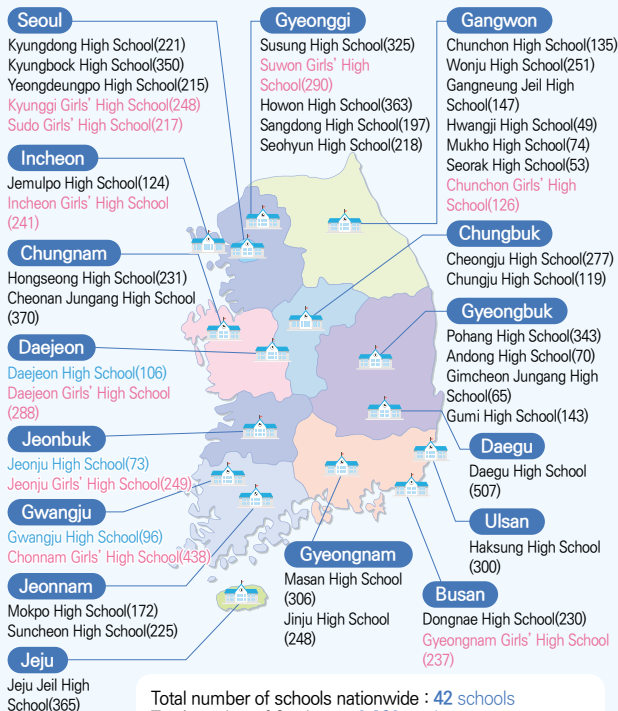 Seoul
Kyungdong High School(221)
Kyungbock High School(350)
Yeongdeungpo High School(215)
Kyunggi Girls' High School(248)
Sudo Girls' High School(217)
Gyeonggi
Susung High School(325)
Suwon Girls' High
School(290)
Howon High School(363)
Sangdong High School(197)
Seohyun High School(218)
Gangwon
Chunchon High School(135)
Wonju High School(251)
Gangneung Jeil High
School(147)
Hwangji High School(49)
Mukho High School(74)
Seorak High School(53)
Chunchon Girls' High
School(126)
Incheon
Jemulpo High School(124)
Incheon Girls' High School
(241)
Chungbuk
Cheongju High School(277)
Chungju High School(119)
Chungnam
Hongseong High School(231)
Cheonan Jungang High School
(370)
Gyeongbuk
Pohang High School(343)
Andong High School(70)
Gimcheon Jungang High
School(65)
Gumi High School(143)
Daejeon
Daejeon High School(106)
Daejeon Girls' High School
(288)
Jeonbuk
Jeonju High School(73)
Jeonju Girls' High School(249)
Daegu
Daegu High School
(507)
Gwangju
Gwangju High School(96)
Chonnam Girls' High School(438)
Ulsan
Haksung High School
(300)
Gyeongnam
Masan High School
(306)
Jinju High School
(248)
Jeonnam
Mokpo High School(172)
Suncheon High School(225)
Busan
Dongnae High School(230)
Gyeongnam Girls' High School
(237)
Jeju
Jeju Jeil High
School(365)
Total number of schools nationwide : 42 schools